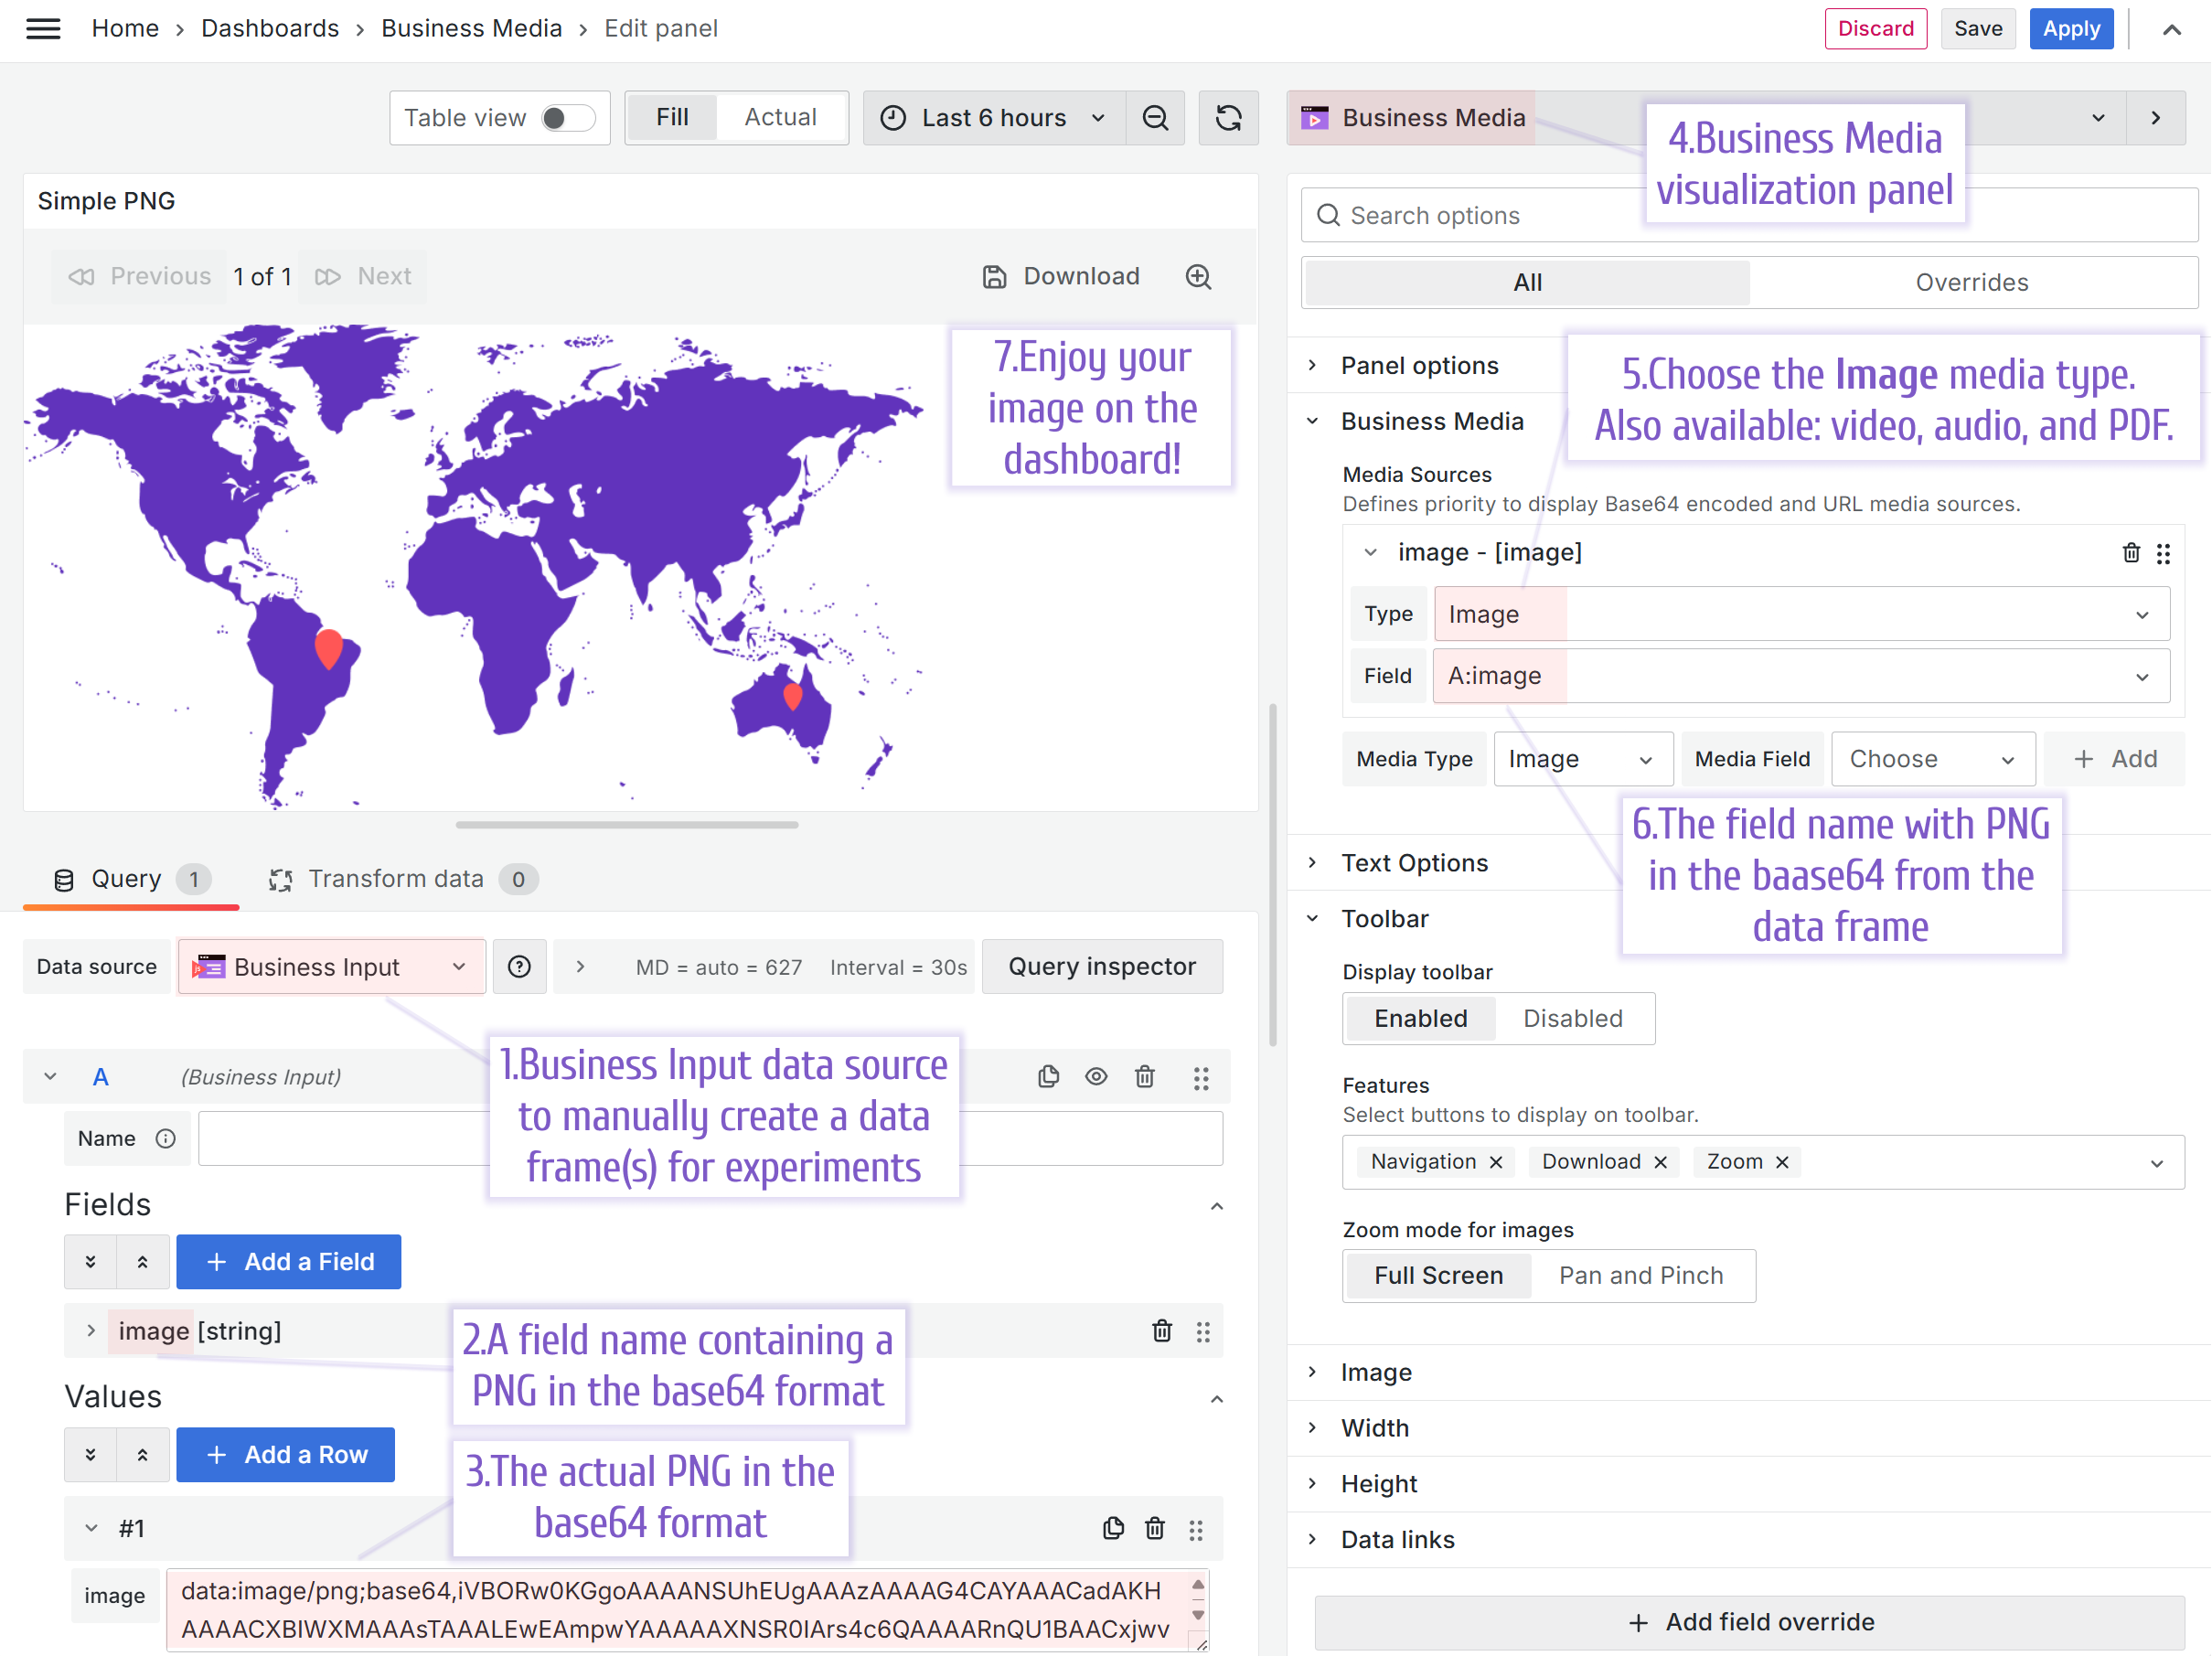 Home › Dashboards › Business Media › Edit panel
Discard
Save
Apply
Table view
Fill
Actual
Last 6 hours
Business Media
4.Business Media
visualization panel
Simple PNG
Previous
1 of 1
Next
Download
7.Enjoy your
image on the
dashboard!
Search options
All
Overrides
Panel options
5.Choose the Image media type.
Also available: video, audio, and PDF.
Business Media
Media Sources
Defines priority to display Base64 encoded and URL media sources.
image - [image]
Type
Image
Field
A:image
Media Type
Image
Media Field
Choose
Add
6.The field name with PNG
in the baase64 from the
data frame
Text Options
Toolbar
Display toolbar
Enabled
Disabled
Features
Select buttons to display on toolbar.
Navigation
Download
Zoom
Zoom mode for images
Full Screen
Pan and Pinch
Image
Width
Height
Data links
Add field override
Query
1
Transform data
0
Data source
Business Input
MD = auto = 627
Interval = 30s
Query inspector
1.Business Input data source
to manually create a data
frame(s) for experiments
A
(Business Input)
Name
Fields
Add a Field
image [string]
2.A field name containing a
PNG in the base64 format
Values
Add a Row
3.The actual PNG in the
base64 format
#1
image
data:image/png;base64,iVBORw0KGgoAAAANSUhEUgAAAzAAAAG4CAYAAACadAKH
AAAACXBIWXMAAAsTAAALEwEAmpwYAAAAAXNSR0IArs4c6QAAAARnQU1BAACxjwv